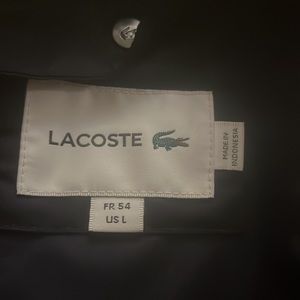 LACOSTE
MADE IN
INDONESIA
FR 54
US L